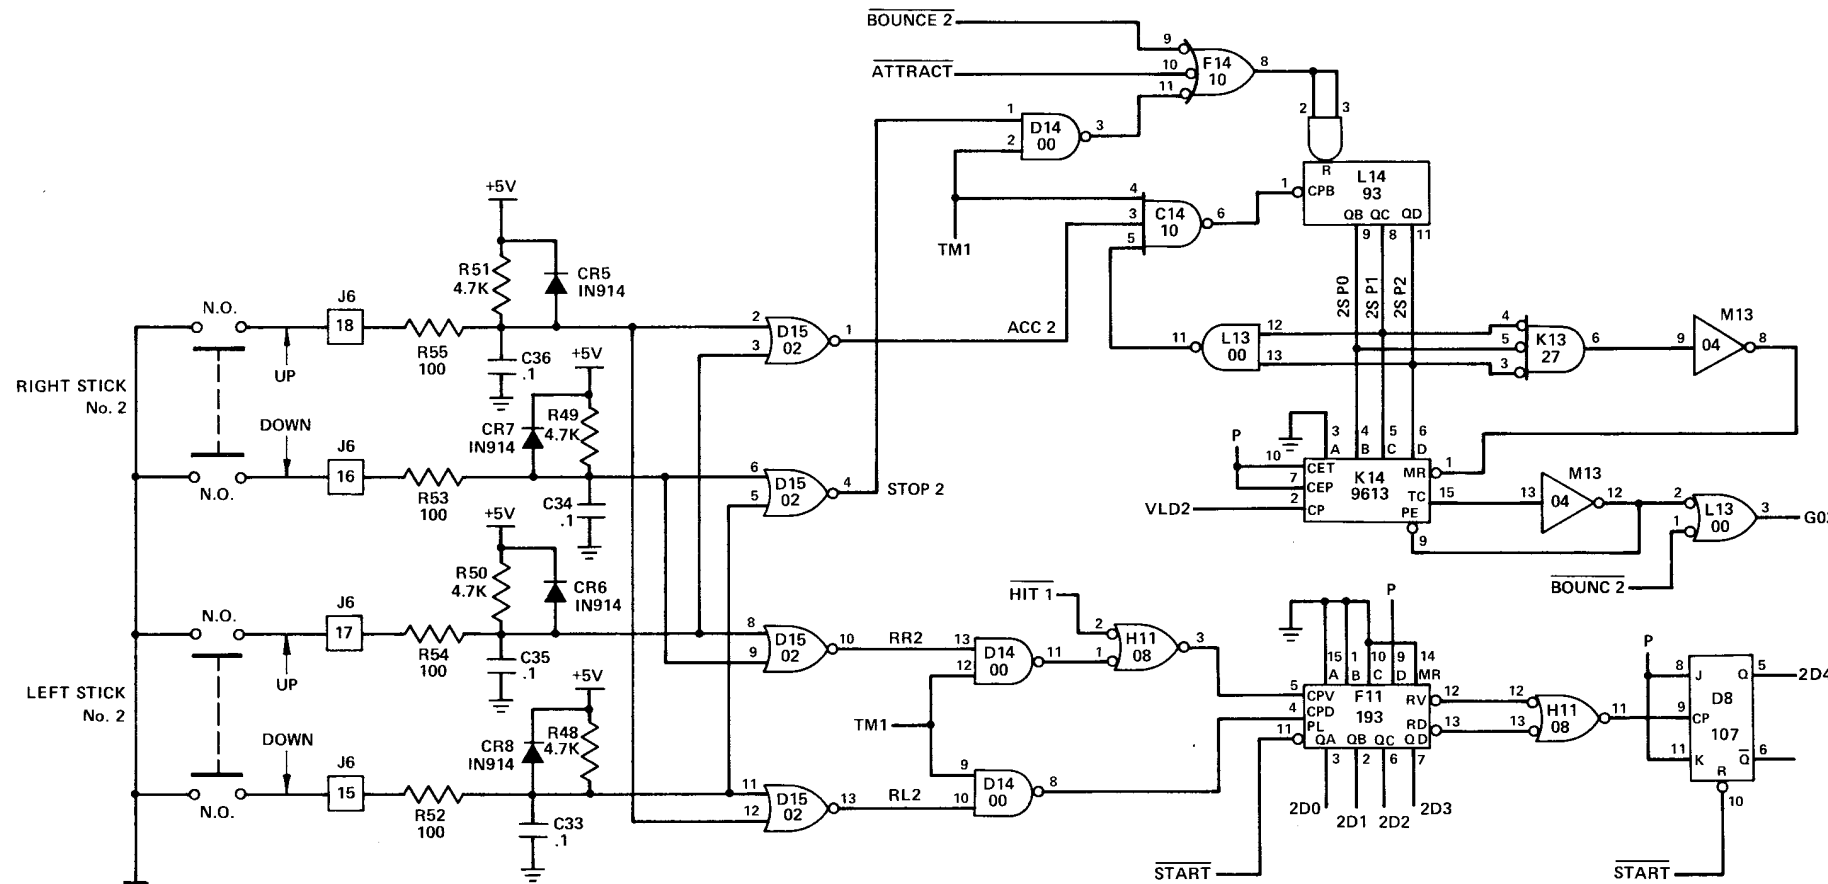 BOUNCE 2
ATTRACT
9
10
11
F14
10
8
1
2
D14
00
3
2
3
TM1
4
3
5
C14
10
6
1
R
CPB
L14
93
QB QC QD
9
8
11
2S P0
2S P1
2S P2
+5V
R51
4.7K
CR5
IN914
N.O.
J6
18
UP
R55
100
C36
.1
2
3
D15
02
1
ACC 2
RIGHT STICK
No. 2
+5V
CR7
IN914
R49
4.7K
DOWN
J6
16
N.O.
R53
100
C34
.1
6
5
D15
02
4
STOP 2
11
L13
00
12
13
4
5
3
K13
27
6
9
M13
04
8
P
10
7
2
3
4
5
6
A B C D
CET
CEP
CP
K14
9613
MR
TC
PE
1
15
9
VLD2
13
M13
04
12
2
1
L13
00
3
G02
BOUNC 2
+5V
R50
4.7K
CR6
IN914
N.O.
J6
17
UP
R54
100
C35
.1
8
9
D15
02
10
RR2
LEFT STICK
No. 2
+5V
CR8
IN914
R48
4.7K
DOWN
J6
15
N.O.
R52
100
C33
.1
11
12
D15
02
13
RL2
HIT 1
13
12
D14
00
11
2
1
H11
08
3
TM1
9
10
D14
00
8
P
15
1
10
9
14
A B C D MR
5
4
11
CPV
CPD
PL
F11
193
RV
RD
QA QB QC QD
12
13
3
2
6
7
2D0
2D1
2D2
2D3
12
13
H11
08
11
P
8
9
11
J
CP
K
D8
107
Q
Q
R
5
6
10
2D4
START
START